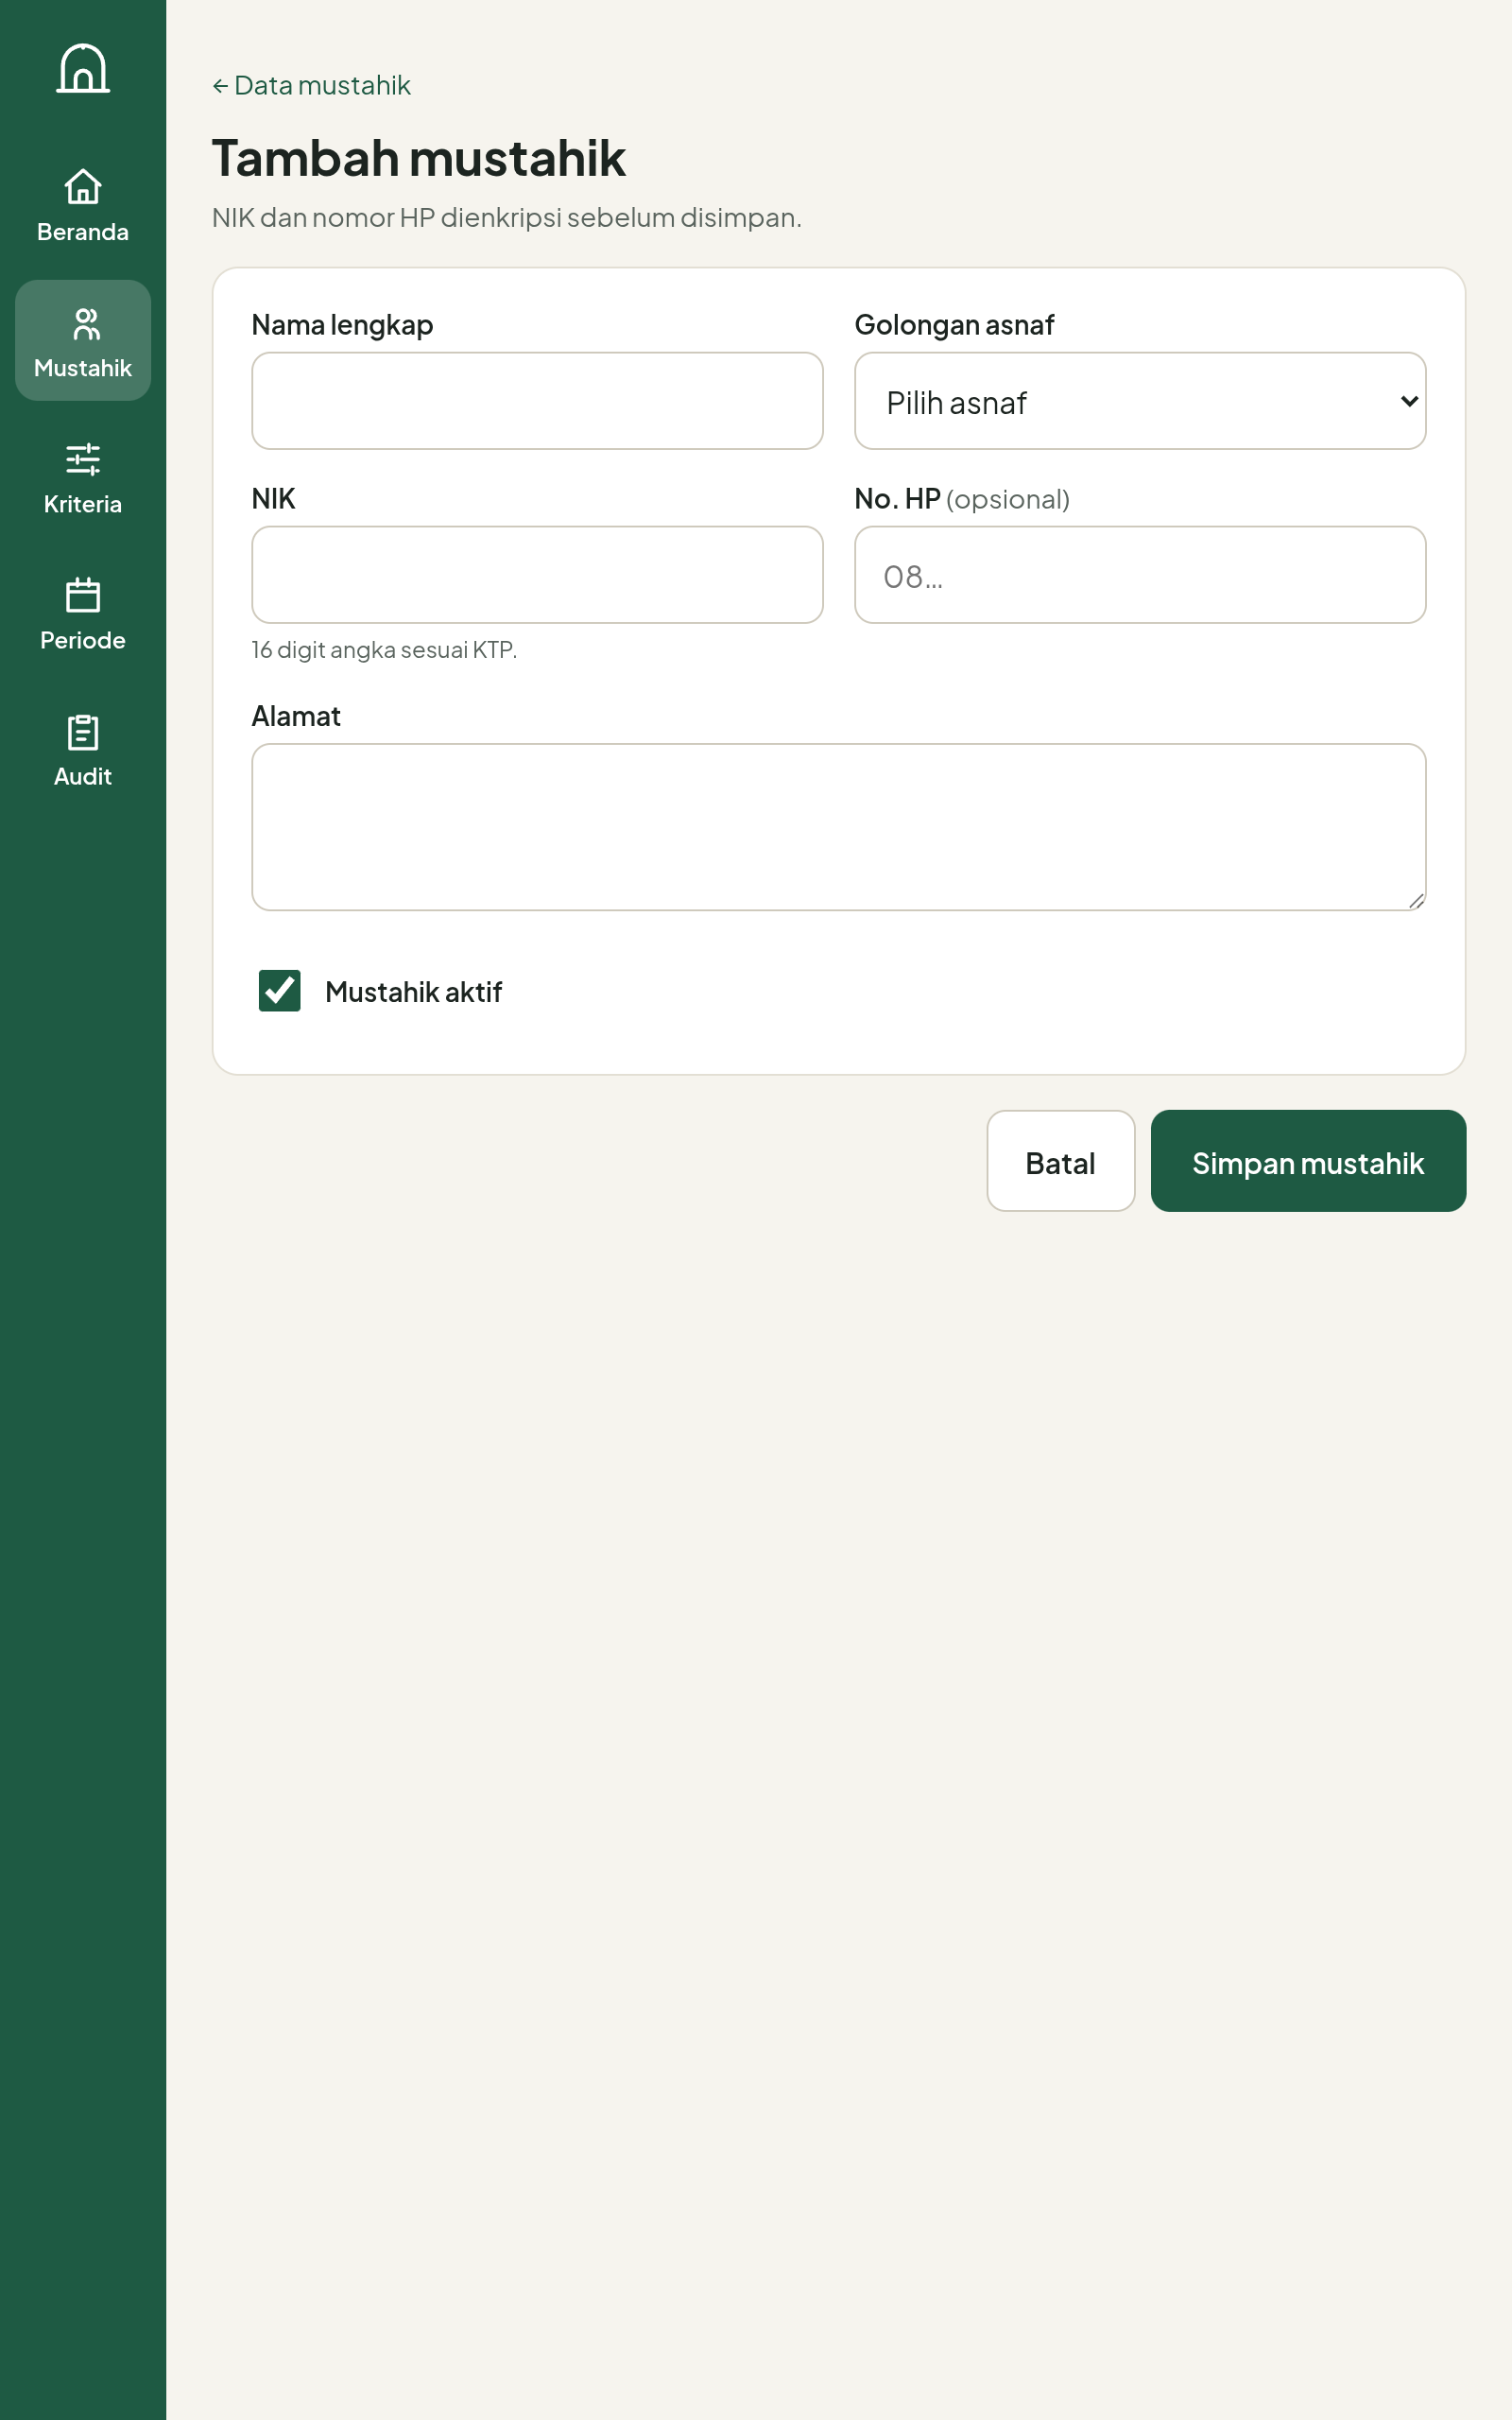 Beranda
Mustahik
Kriteria
Periode
Audit
← Data mustahik
Tambah mustahik
NIK dan nomor HP dienkripsi sebelum disimpan.
Nama lengkap
Golongan asnaf
Pilih asnaf
NIK
No. HP (opsional)
08…
16 digit angka sesuai KTP.
Alamat
Mustahik aktif
Batal
Simpan mustahik